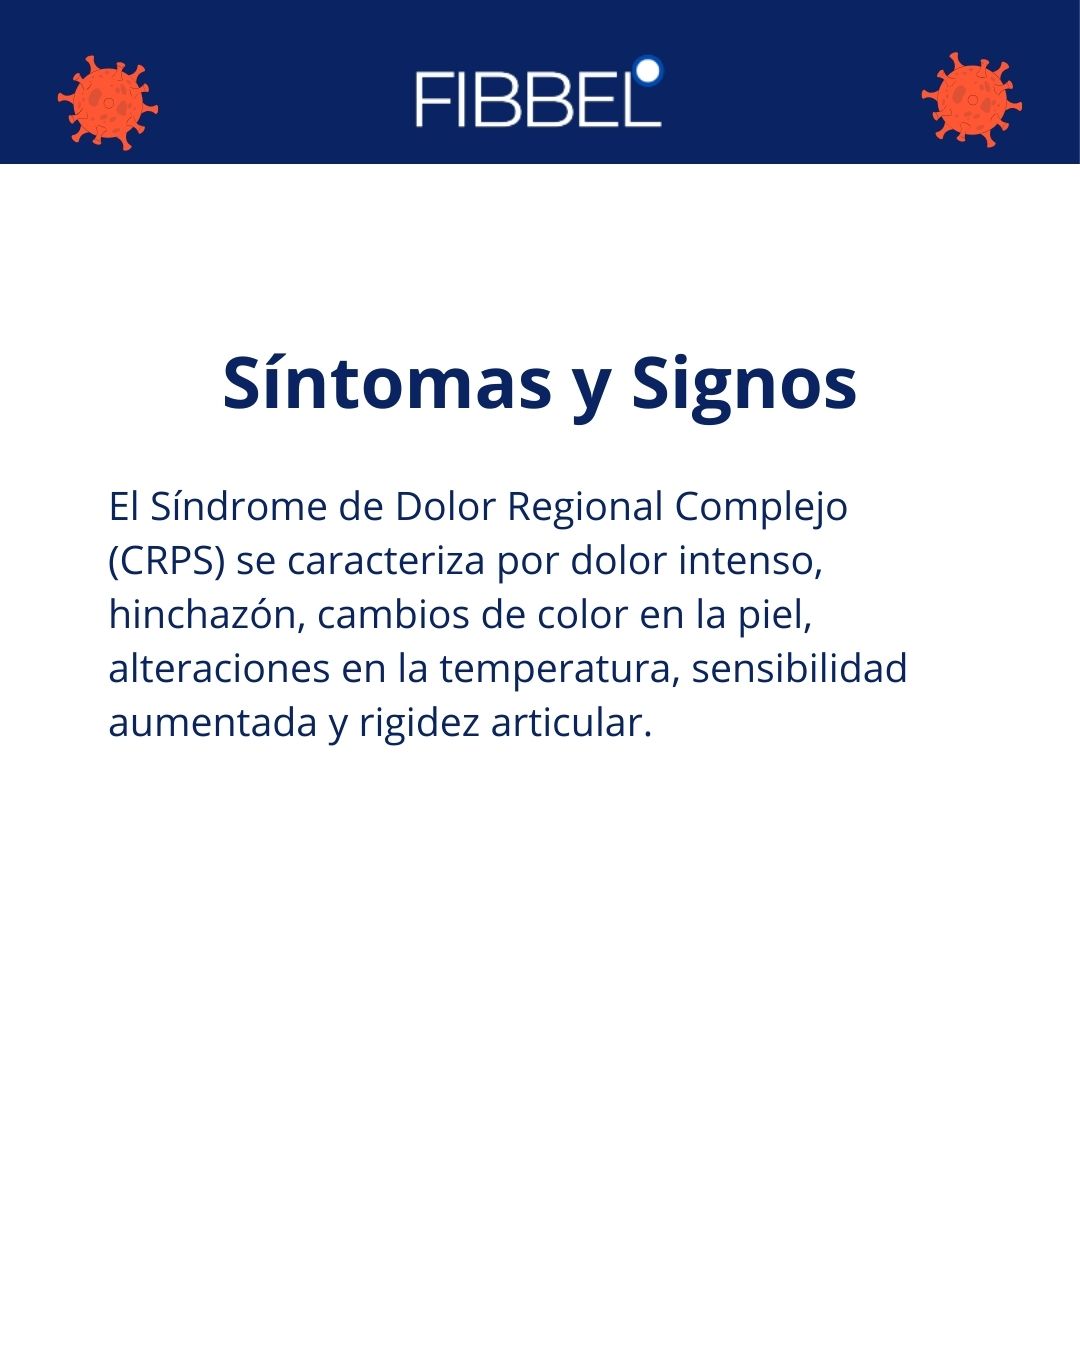 FIBBEL
Síntomas y Signos
El Síndrome de Dolor Regional Complejo
(CRPS) se caracteriza por dolor intenso,
hinchazón, cambios de color en la piel,
alteraciones en la temperatura, sensibilidad
aumentada y rigidez articular.